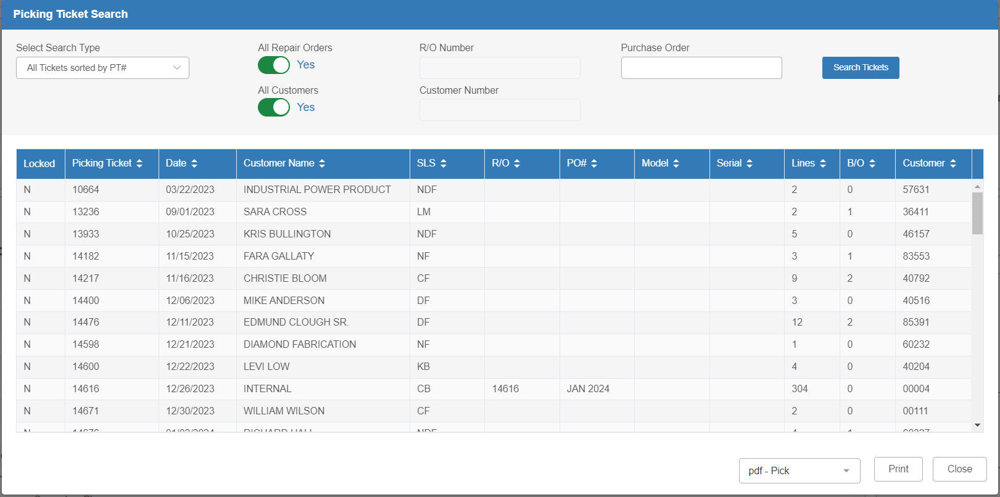 Picking Ticket Search
Select Search Type
All Tickets sorted by PT#
All Repair Orders
Yes
All Customers
Yes
R/O Number
Customer Number
Purchase Order
Search Tickets
Locked Picking Ticket Date Customer Name SLS R/O PO# Model Serial Lines B/O Customer
N 10664 03/22/2023 INDUSTRIAL POWER PRODUCT NDF 2 0 57631
N 13236 09/01/2023 SARA CROSS LM 2 1 36411
N 13933 10/25/2023 KRIS BULLINGTON NDF 5 0 46157
N 14182 11/15/2023 FARA GALLATY NF 3 1 83553
N 14217 11/16/2023 CHRISTIE BLOOM CF 9 2 40792
N 14400 12/06/2023 MIKE ANDERSON DF 3 0 40516
N 14476 12/11/2023 EDMUND CLOUGH SR. DF 12 2 85391
N 14598 12/21/2023 DIAMOND FABRICATION NF 1 0 60232
N 14600 12/22/2023 LEVI LOW KB 4 0 40204
N 14616 12/26/2023 INTERNAL CB 14616 JAN 2024 304 0 00004
N 14671 12/30/2023 WILLIAM WILSON CF 2 0 00111
pdf - Pick
Print
Close